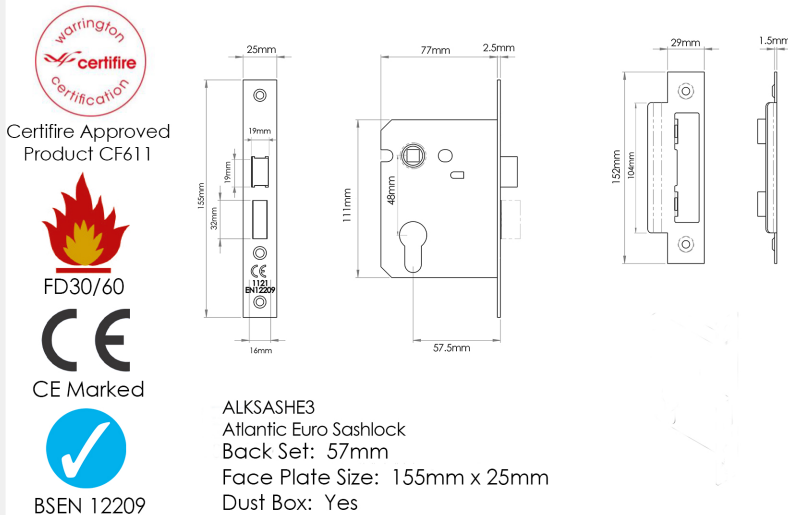 warrington
certifire
certification
Certifire Approved
Product CF611
FD30/60
CE
CE Marked
BSEN 12209
25mm
19mm
19mm
155mm
32mm
CE
1121
EN12209
16mm
77mm
2.5mm
111mm
48mm
57.5mm
29mm
1.5mm
152mm
104mm
ALKSASHE3
Atlantic Euro Sashlock
Back Set: 57mm
Face Plate Size: 155mm x 25mm
Dust Box: Yes